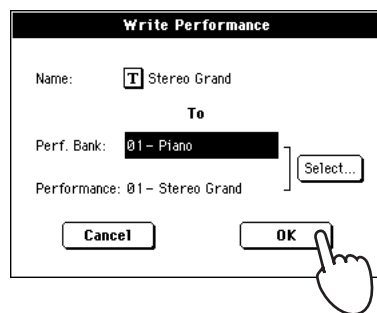 Write Performance
Name: T Stereo Grand
To
Perf. Bank: 01- Piano
Select...
Performance: 01- Stereo Grand
Cancel OK